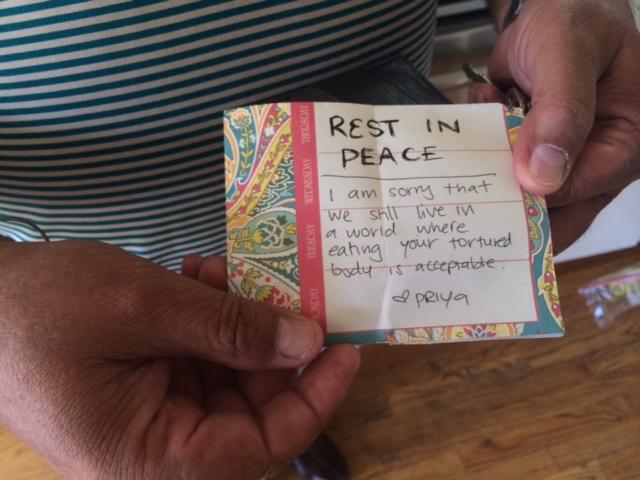 REST IN
PEACE
I am sorry that
we still live in
a world where
eating your tortured
body is acceptable.
PRIYA
THURSDAY
WEDNESDAY
TUESDAY
MONDAY